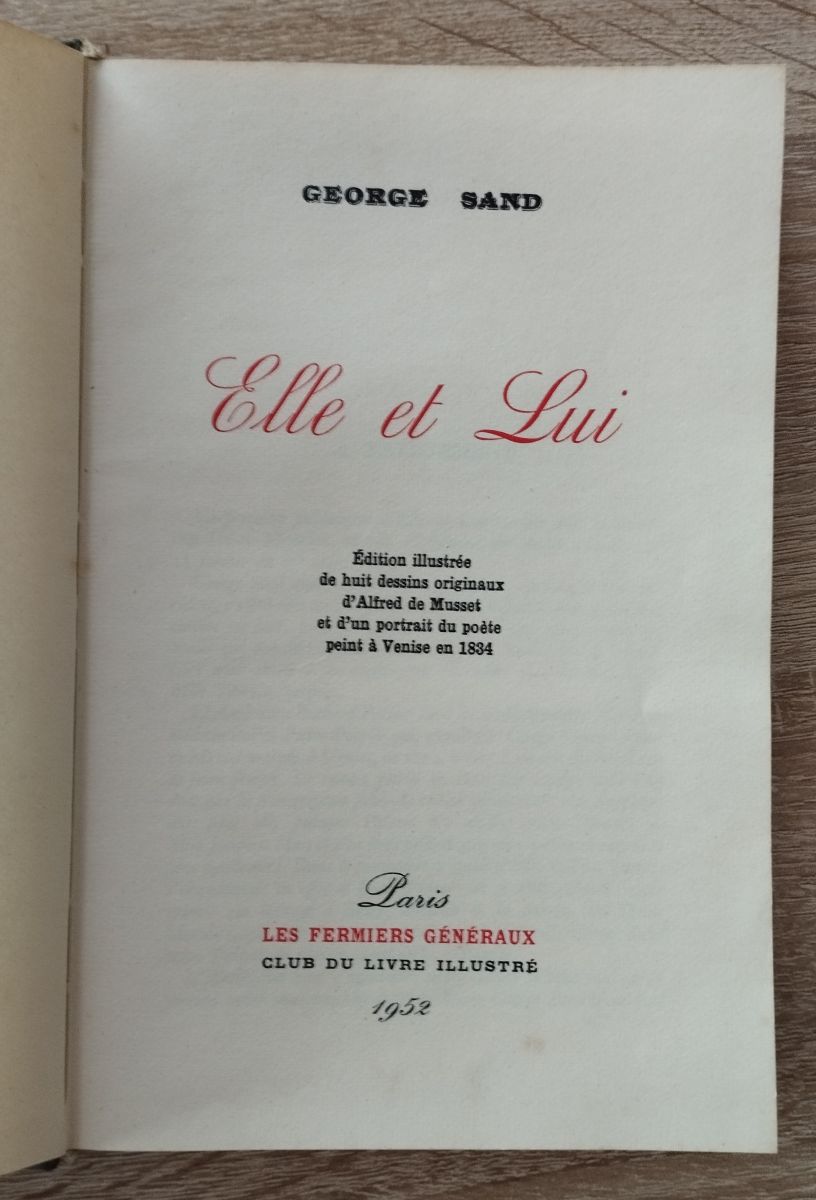 GEORGE SAND
Elle et Lui
Édition illustrée
de huit dessins originaux
d'Alfred de Musset
et d'un portrait du poète
peint à Venise en 1834
Paris
LES FERMIERS GÉNÉRAUX
CLUB DU LIVRE ILLUSTRÉ
1952